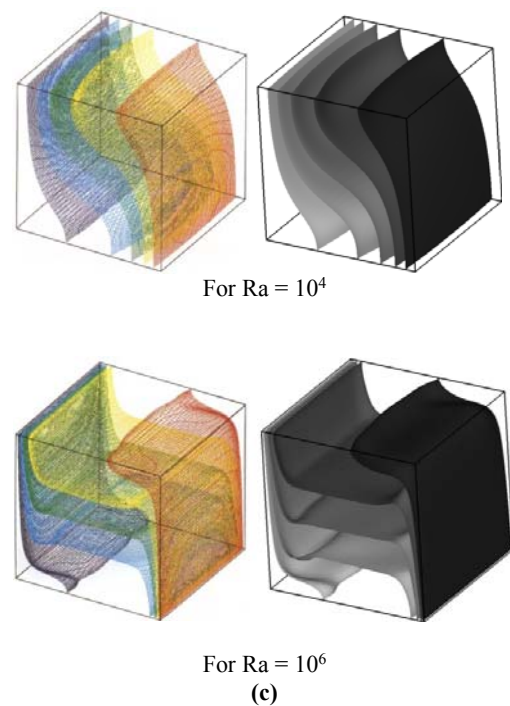 For Ra = 10⁴
For Ra = 10⁶
(c)